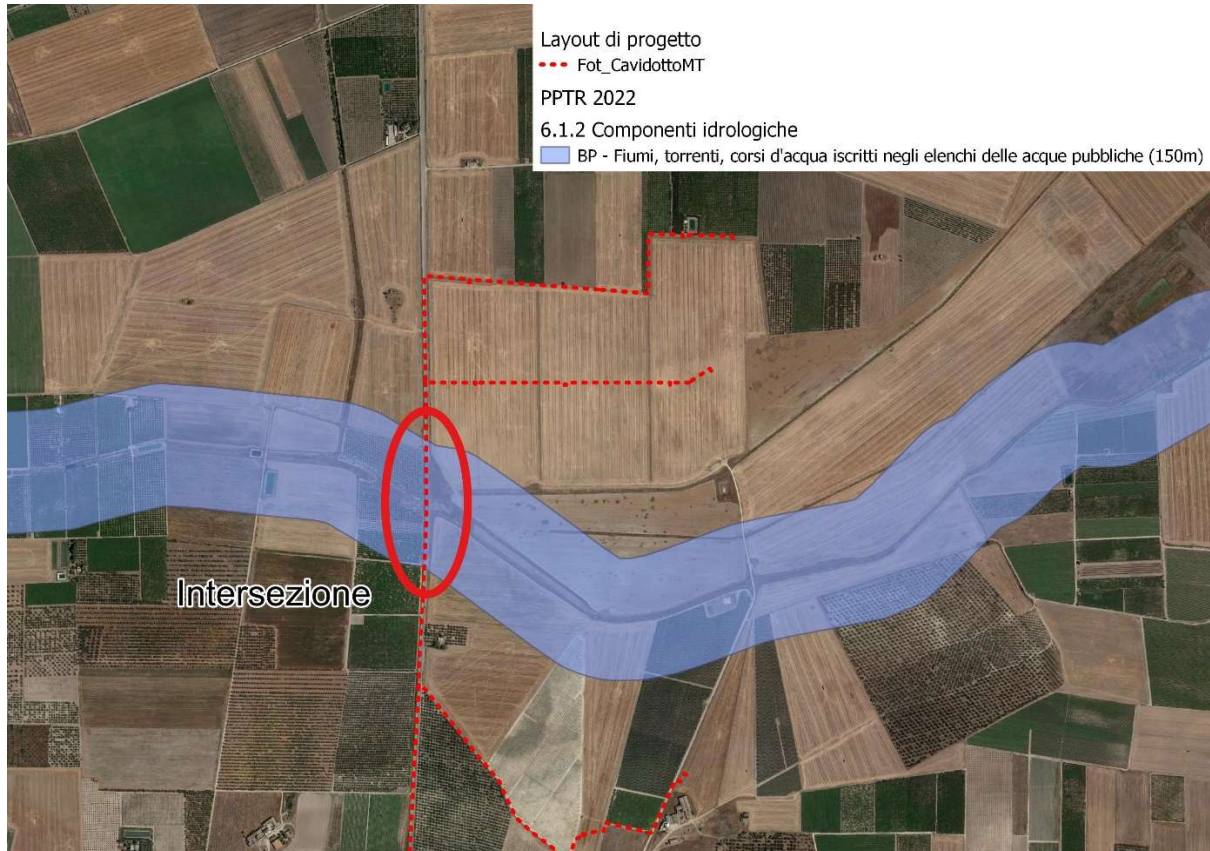 Layout di progetto
Fot_CavidottoMT
PPTR 2022
6.1.2 Componenti idrologiche
BP - Fiumi, torrenti, corsi d'acqua iscritti negli elenchi delle acque pubbliche (150m)
Intersezione